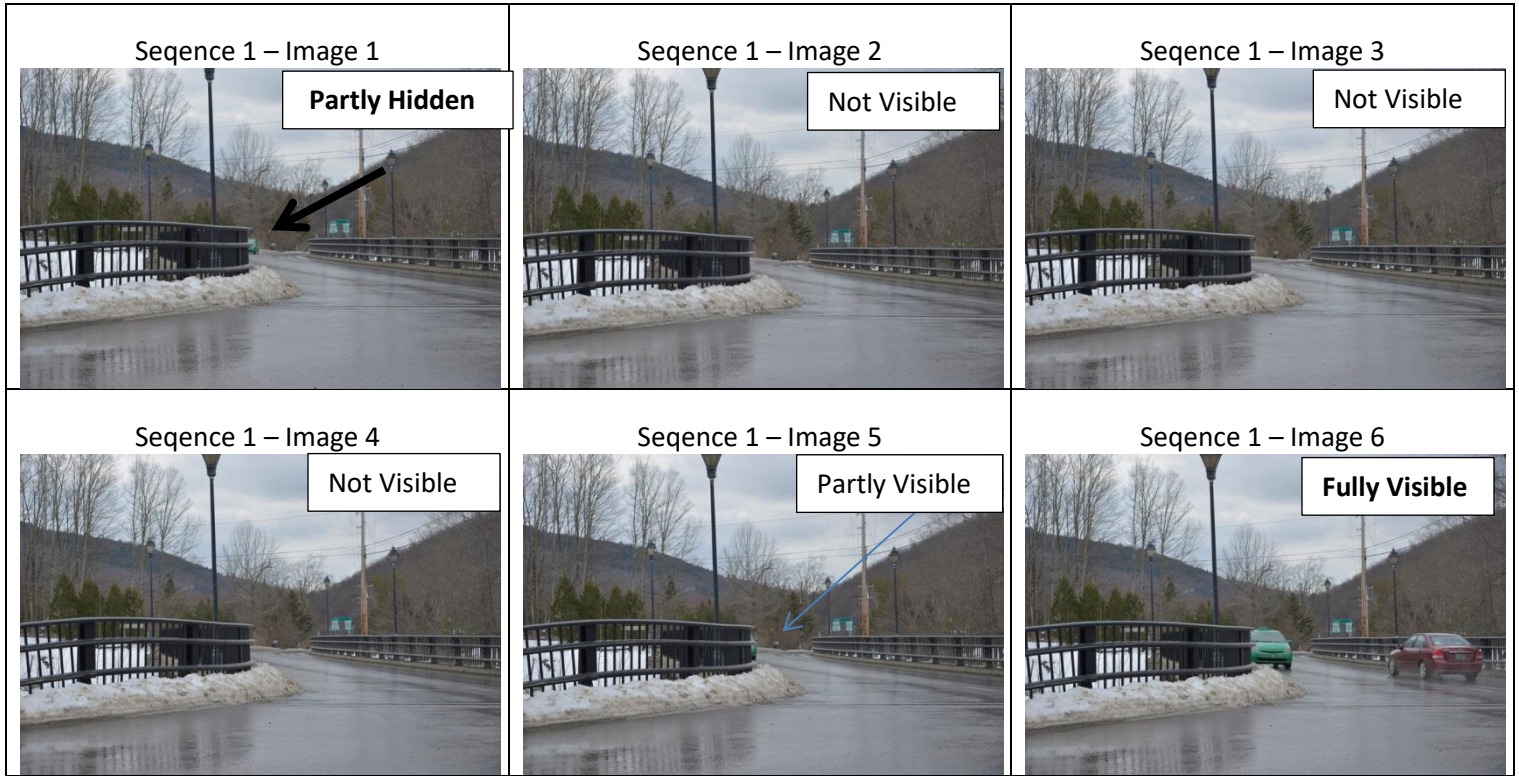 Seqence 1 – Image 1
Partly Hidden
Seqence 1 – Image 2
Not Visible
Seqence 1 – Image 3
Not Visible
Seqence 1 – Image 4
Not Visible
Seqence 1 – Image 5
Partly Visible
Seqence 1 – Image 6
Fully Visible